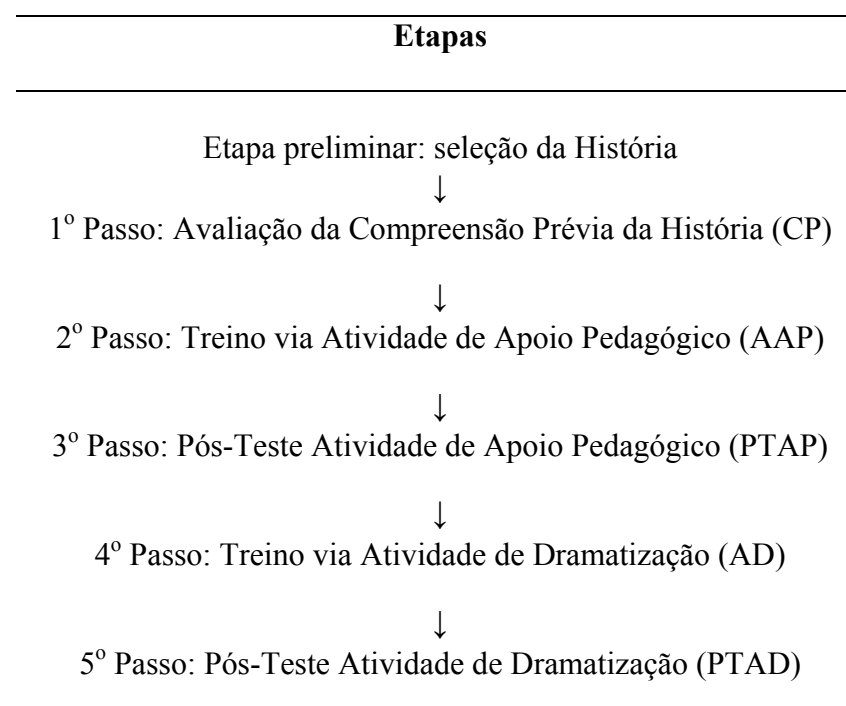 Etapas
Etapa preliminar: seleção da História
↓
1º Passo: Avaliação da Compreensão Prévia da História (CP)
↓
2º Passo: Treino via Atividade de Apoio Pedagógico (AAP)
↓
3º Passo: Pós-Teste Atividade de Apoio Pedagógico (PTAP)
↓
4º Passo: Treino via Atividade de Dramatização (AD)
↓
5º Passo: Pós-Teste Atividade de Dramatização (PTAD)